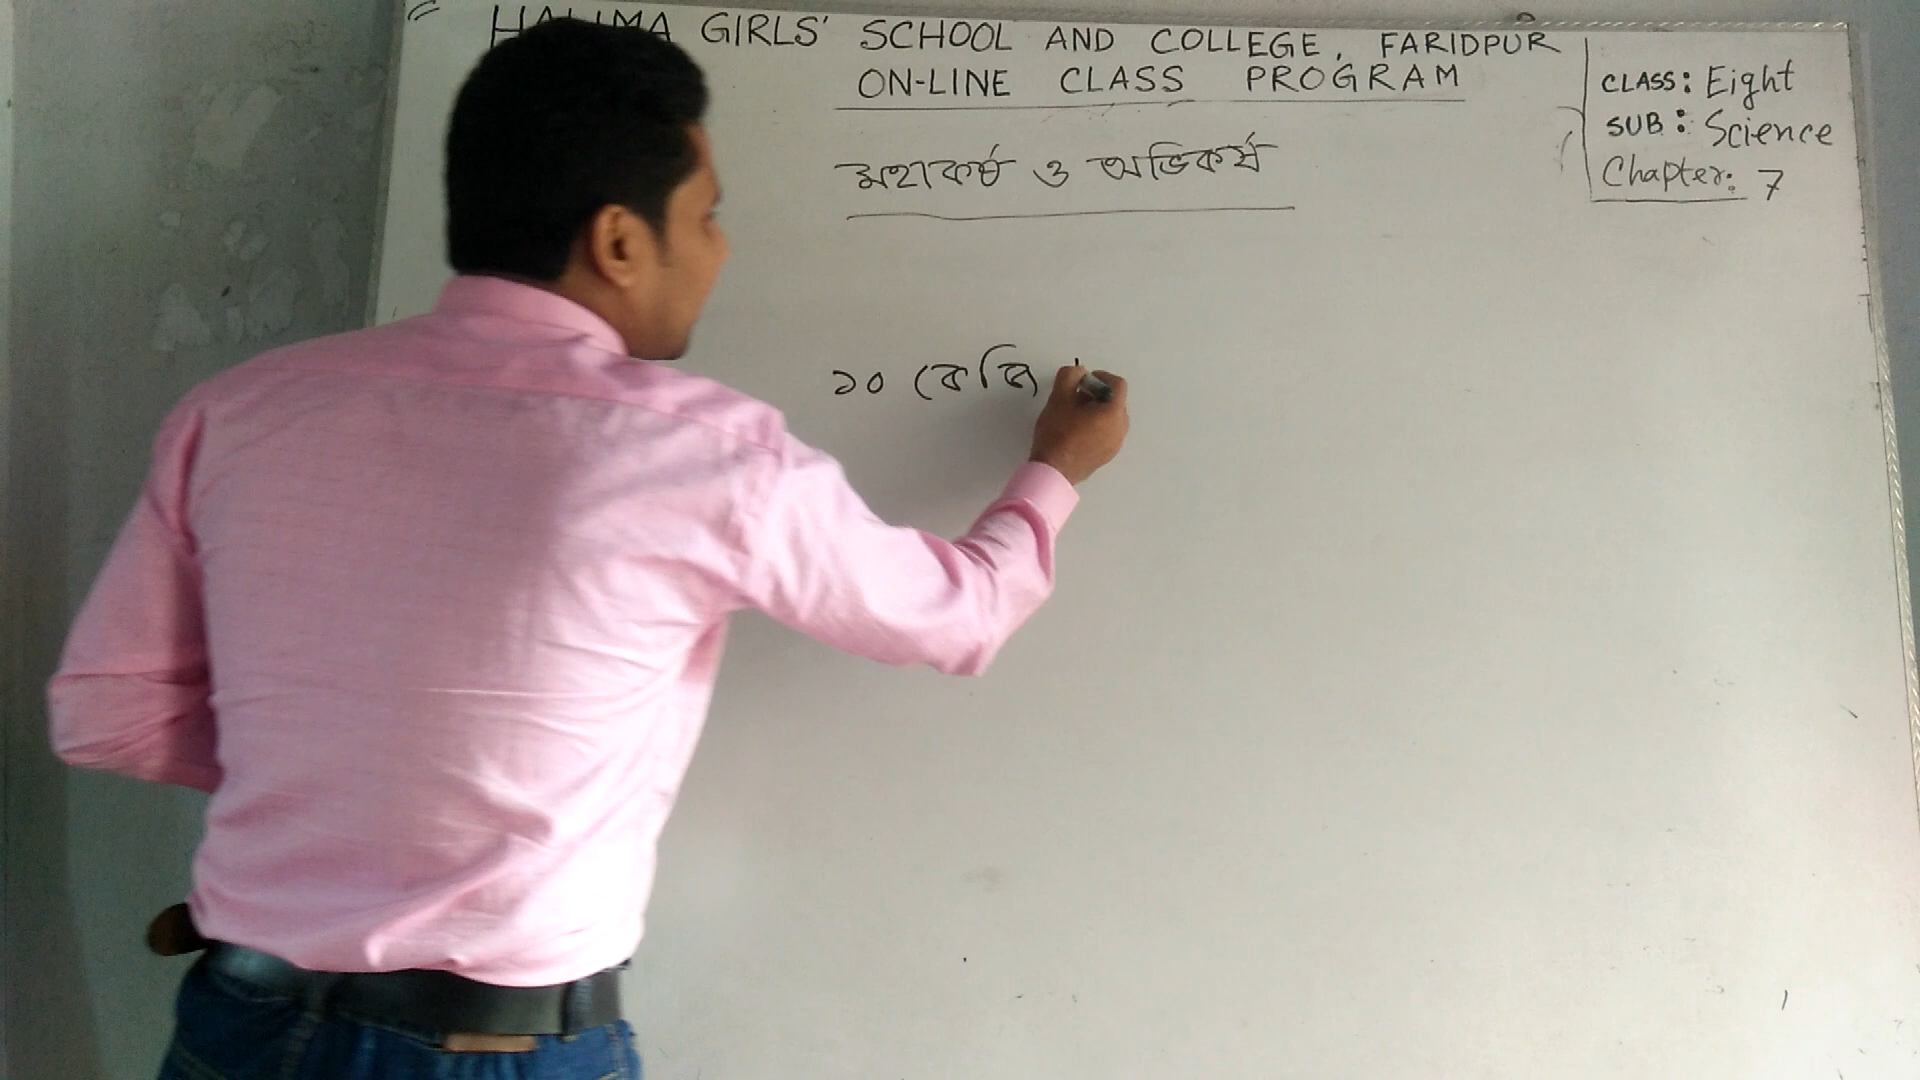 HALIMA GIRLS' SCHOOL AND COLLEGE, FARIDPUR
ON-LINE CLASS PROGRAM
মহাকর্ষ ও অভিকর্ষ
CLASS: Eight
SUB: Science
Chapter: 7
১০ কেজি